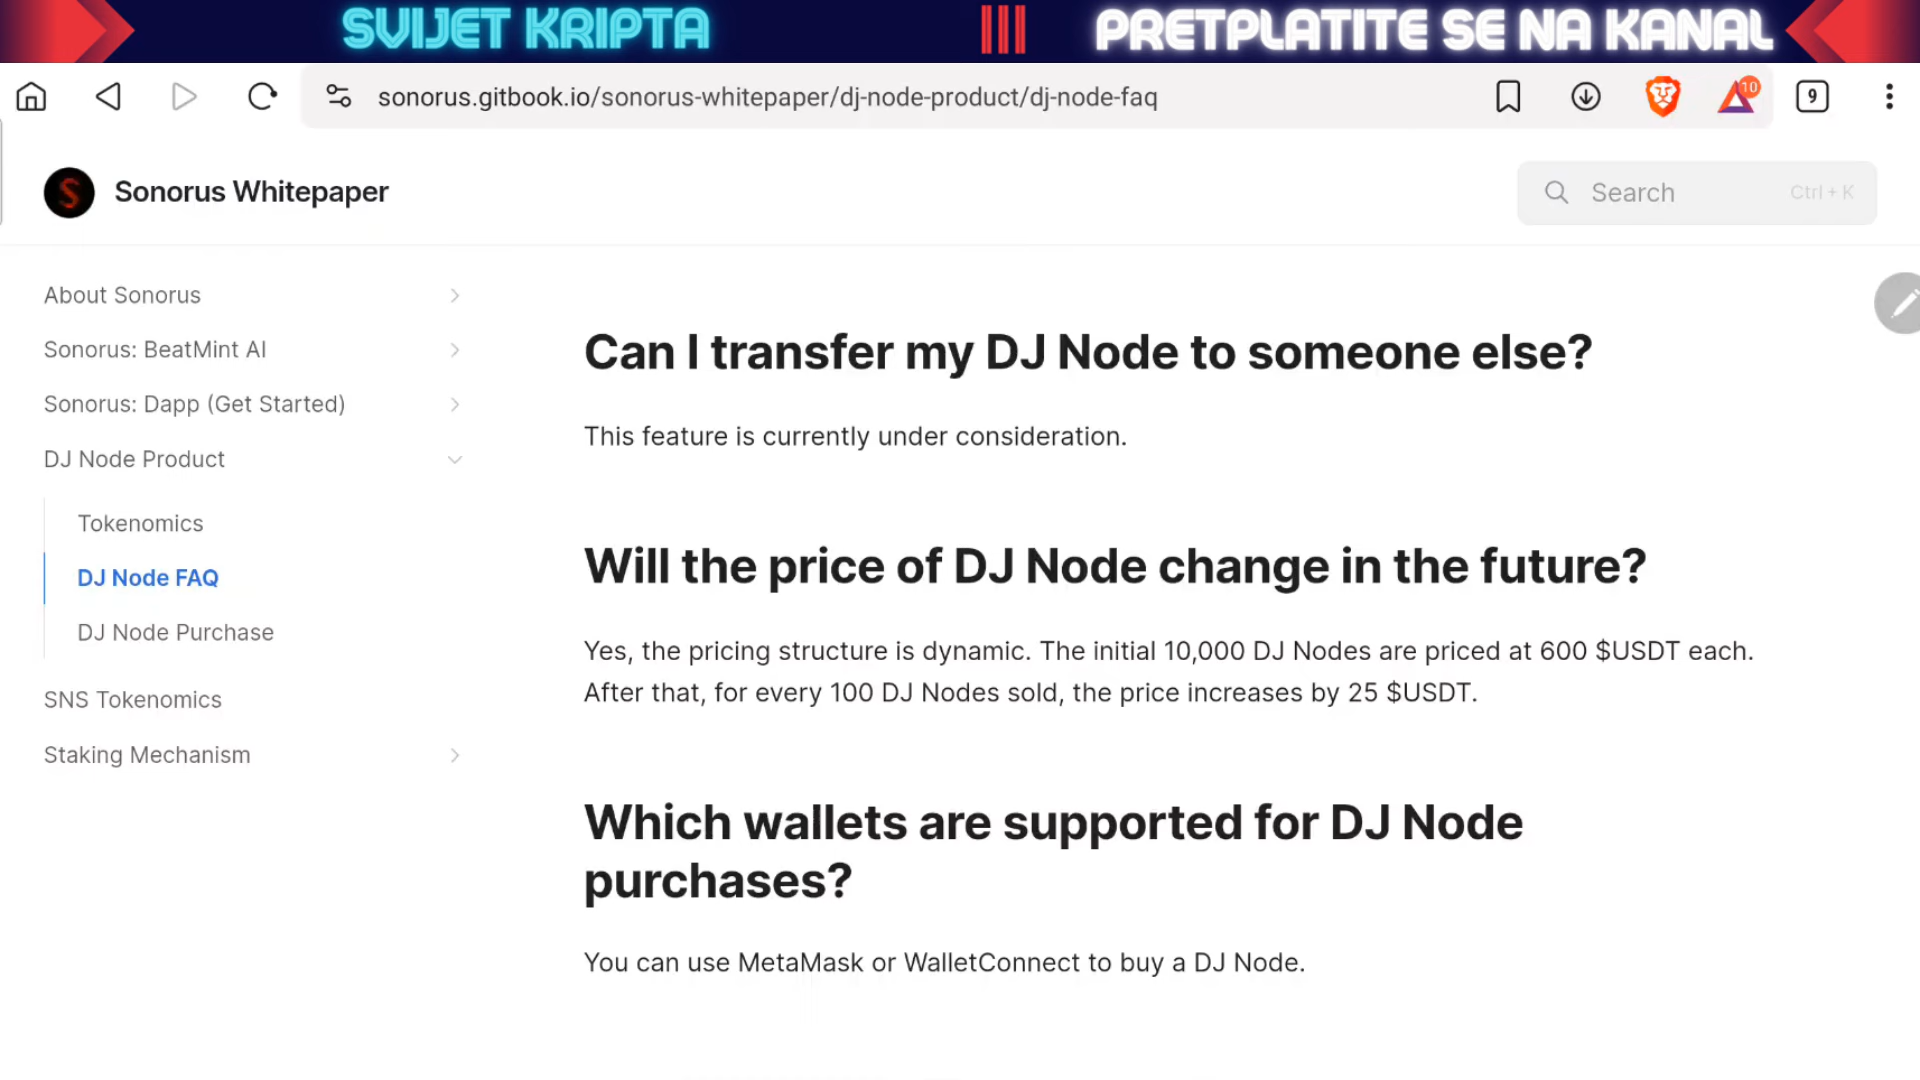 SVIJET KRIPTA
PRETPLATITE SE NA KANAL
sonorus.gitbook.io/sonorus-whitepaper/dj-node-product/dj-node-faq
10
9
S
Sonorus Whitepaper
Search
Ctrl + K
About Sonorus
Sonorus: BeatMint AI
Sonorus: Dapp (Get Started)
DJ Node Product
Tokenomics
DJ Node FAQ
DJ Node Purchase
SNS Tokenomics
Staking Mechanism
Can I transfer my DJ Node to someone else?
This feature is currently under consideration.
Will the price of DJ Node change in the future?
Yes, the pricing structure is dynamic. The initial 10,000 DJ Nodes are priced at 600 $USDT each.
After that, for every 100 DJ Nodes sold, the price increases by 25 $USDT.
Which wallets are supported for DJ Node
purchases?
You can use MetaMask or WalletConnect to buy a DJ Node.